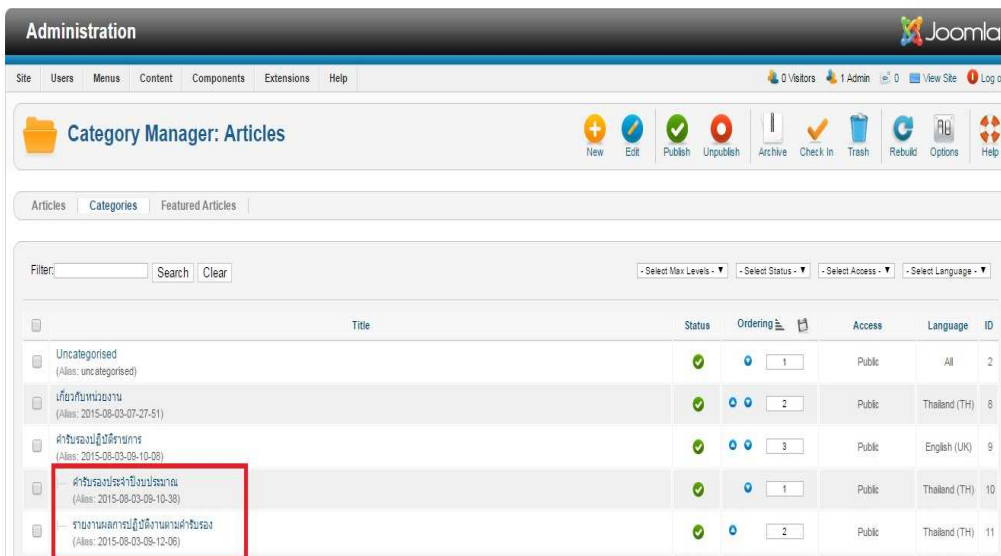 Administration
Joomla
Site Users Menus Content Components Extensions Help 0 Visitors 1 Admin 0 View Site Log o
Category Manager: Articles
New Edit Publish Unpublish Archive Check In Trash Rebuild Options Help
Articles Categories Featured Articles
Filter: Search Clear - Select Max Levels - - Select Status - - Select Access - - Select Language -
Title Status Ordering Access Language ID
Uncategorised 1 Public All 2
(Alias: uncategorised)
เกี่ยวกับหน่วยงาน 2 Public Thailand (TH) 8
(Alias: 2015-08-03-07-27-51)
คำรับรองปฏิบัติราชการ 3 Public English (UK) 9
(Alias: 2015-08-03-09-10-08)
คำรับรองประจำปีงบประมาณ 1 Public Thailand (TH) 10
(Alias: 2015-08-03-09-10-38)
รายงานผลการปฏิบัติงานตามคำรับรอง 2 Public Thailand (TH) 11
(Alias: 2015-08-03-09-12-06)